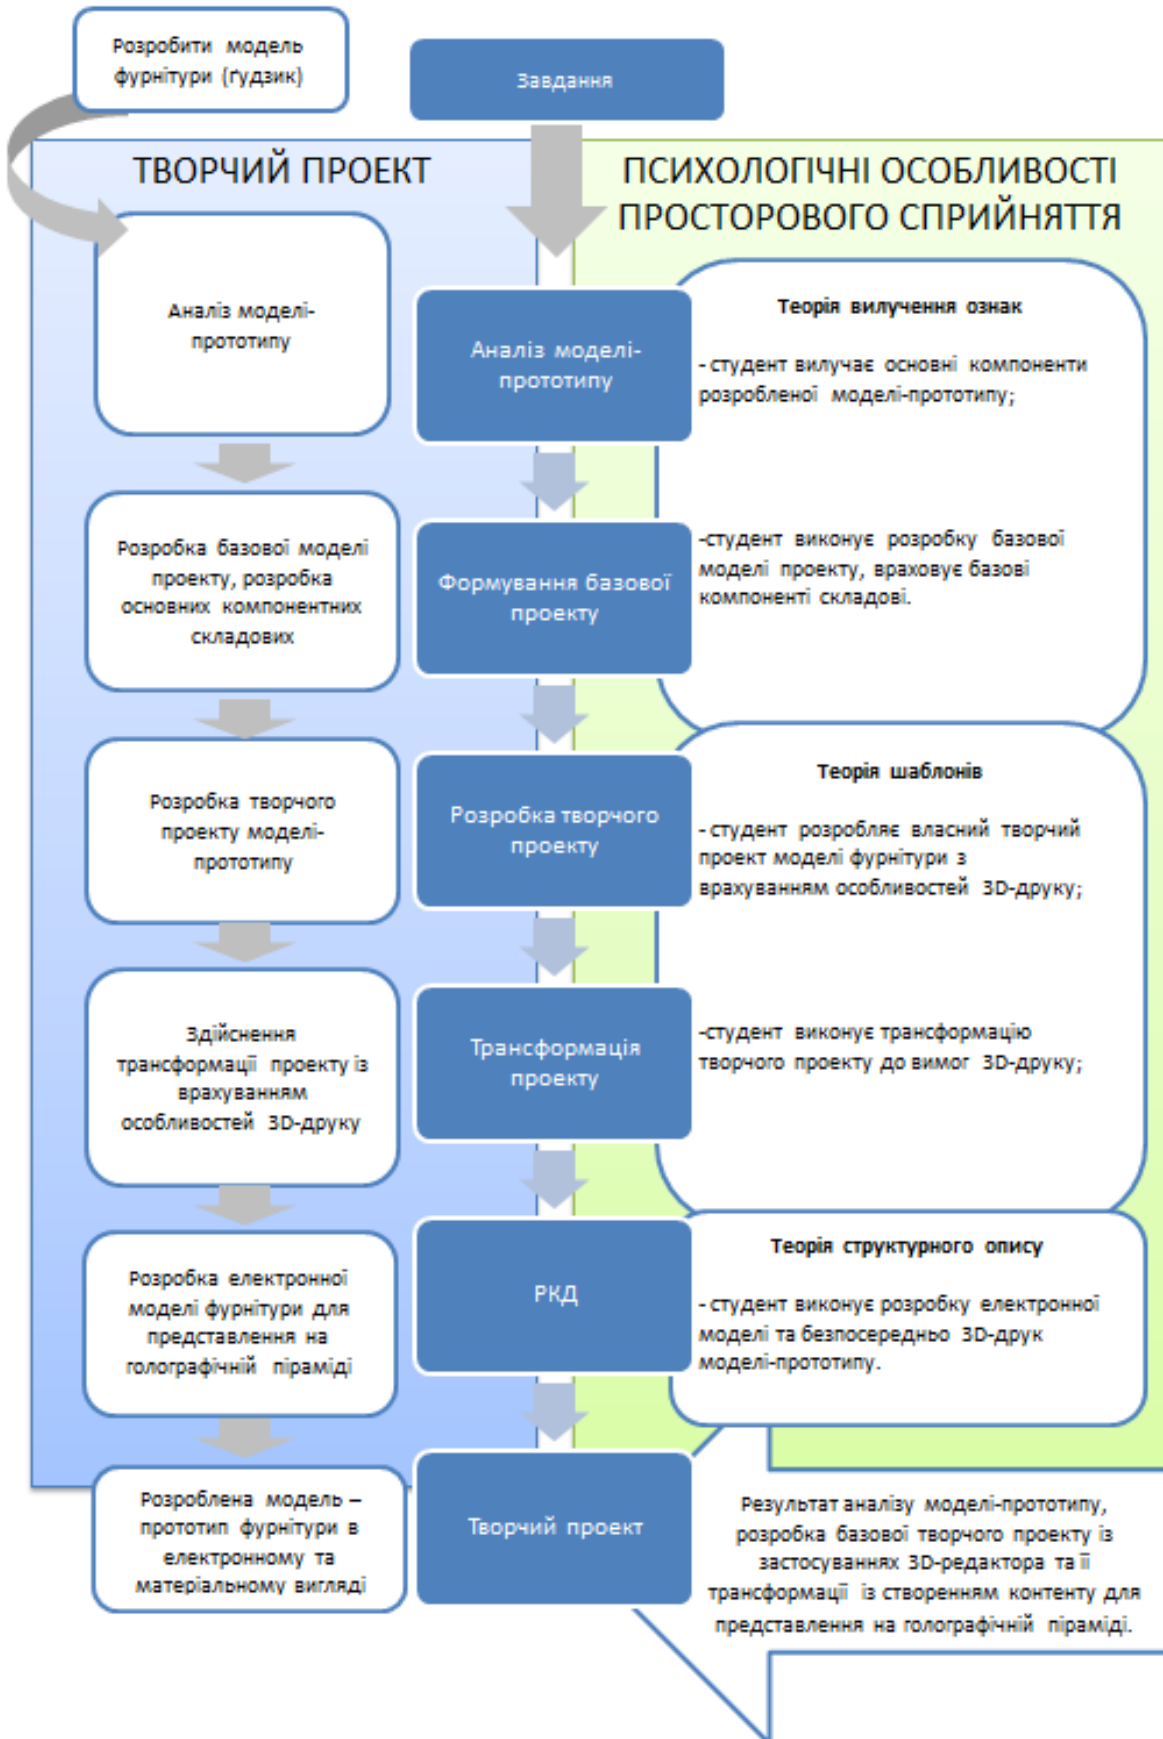 Розробити модель
фурнітури (ґудзик)
Завдання
ТВОРЧИЙ ПРОЕКТ
ПСИХОЛОГІЧНІ ОСОБЛИВОСТІ
ПРОСТОРОВОГО СПРИЙНЯТТЯ
Аналіз моделі-
прототипу
Аналіз моделі-
прототипу
Теорія вилучення ознак
- студент вилучає основні компоненти
розробленої моделі-прототипу;
Розробка базової моделі
проекту, розробка
основних компонентних
складових
Формування базової
проекту
-студент виконує розробку базової
моделі проекту, враховує базові
компоненті складові.
Розробка творчого
проекту моделі-
прототипу
Розробка творчого
проекту
Теорія шаблонів
- студент розробляє власний творчий
проект моделі фурнітури з
врахуванням особливостей 3D-друку;
Здійснення
трансформації проекту із
врахуванням
особливостей 3D-друку
Трансформація
проекту
-студент виконує трансформацію
творчого проекту до вимог 3D-друку;
Розробка електронної
моделі фурнітури для
представлення на
голографічній піраміді
РКД
Теорія структурного опису
- студент виконує розробку електронної
моделі та безпосередньо 3D-друк
моделі-прототипу.
Розроблена модель –
прототип фурнітури в
електронному та
матеріальному вигляді
Творчий проект
Результат аналізу моделі-прототипу,
розробка базової творчого проекту із
застосуваннях 3D-редактора та її
трансформації із створенням контенту для
представлення на голографічній піраміді.